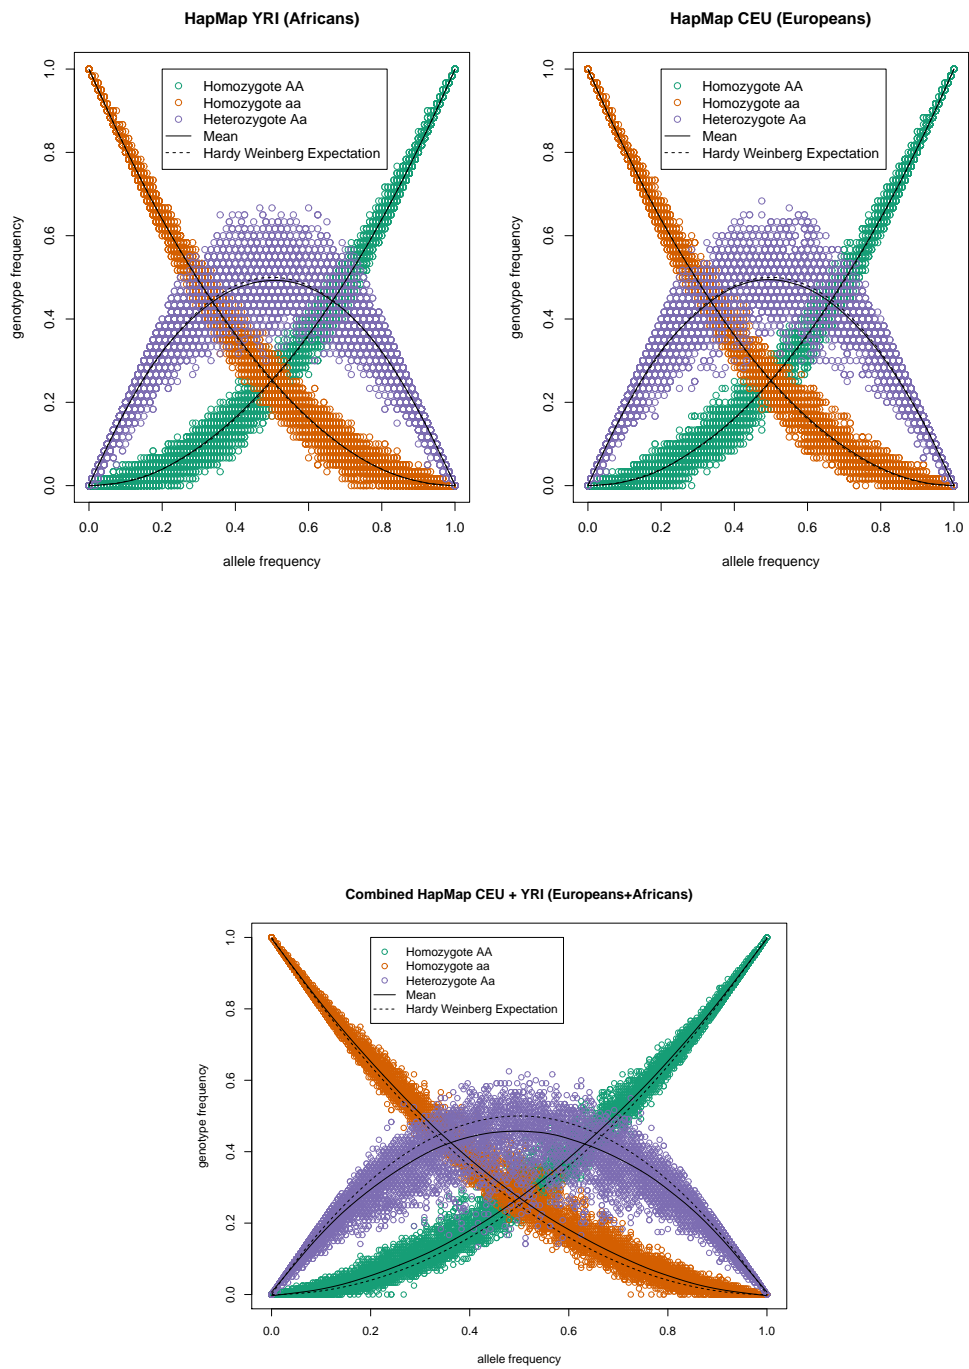 HapMap YRI (Africans)
Homozygote AA
Homozygote aa
Heterozygote Aa
Mean
Hardy Weinberg Expectation
genotype frequency
1.0
0.8
0.6
0.4
0.2
0.0
0.0 0.2 0.4 0.6 0.8 1.0
allele frequency
HapMap CEU (Europeans)
Homozygote AA
Homozygote aa
Heterozygote Aa
Mean
Hardy Weinberg Expectation
genotype frequency
1.0
0.8
0.6
0.4
0.2
0.0
0.0 0.2 0.4 0.6 0.8 1.0
allele frequency
Combined HapMap CEU + YRI (Europeans+Africans)
Homozygote AA
Homozygote aa
Heterozygote Aa
Mean
Hardy Weinberg Expectation
genotype frequency
1.0
0.8
0.6
0.4
0.2
0.0
0.0 0.2 0.4 0.6 0.8 1.0
allele frequency